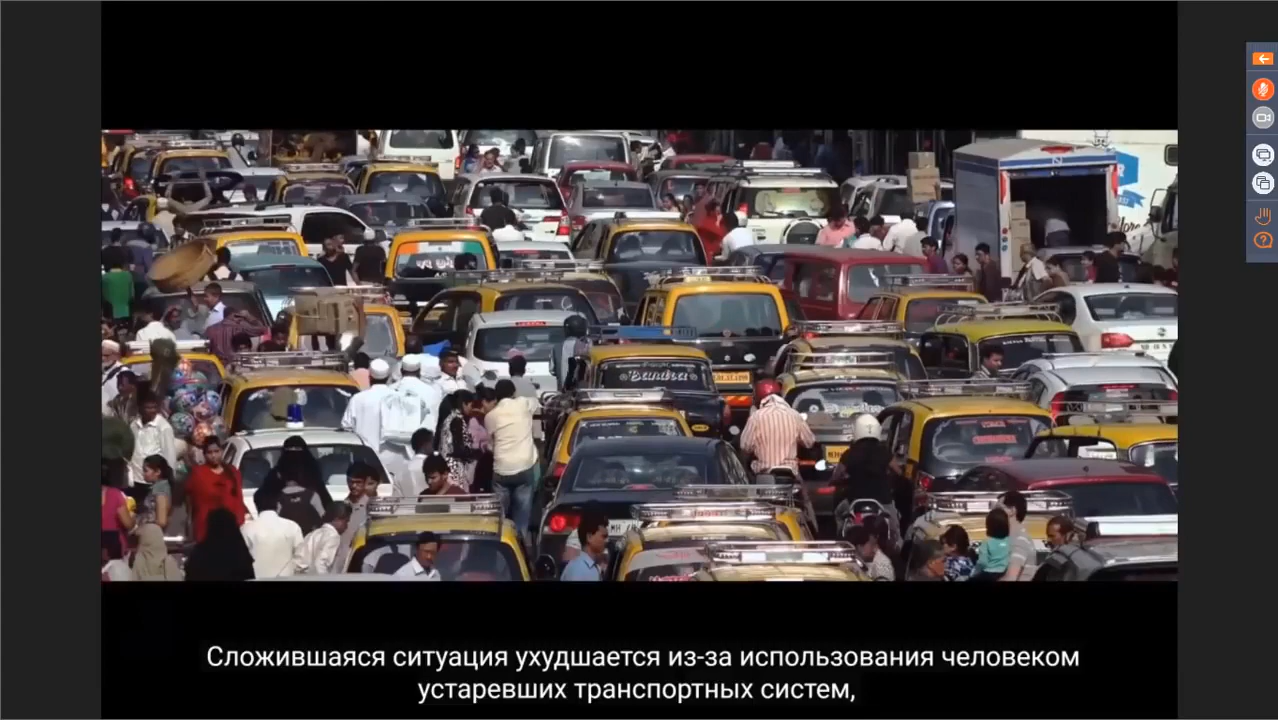 Bandra
Сложившаяся ситуация ухудшается из-за использования человеком
устаревших транспортных систем,